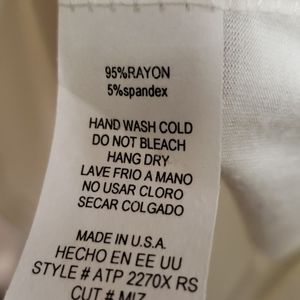 95%RAYON
5%spandex
HAND WASH COLD
DO NOT BLEACH
HANG DRY
LAVE FRIO A MANO
NO USAR CLORO
SECAR COLGADO
MADE IN U.S.A.
HECHO EN EE UU
STYLE # ATP 2270X RS
CUT #